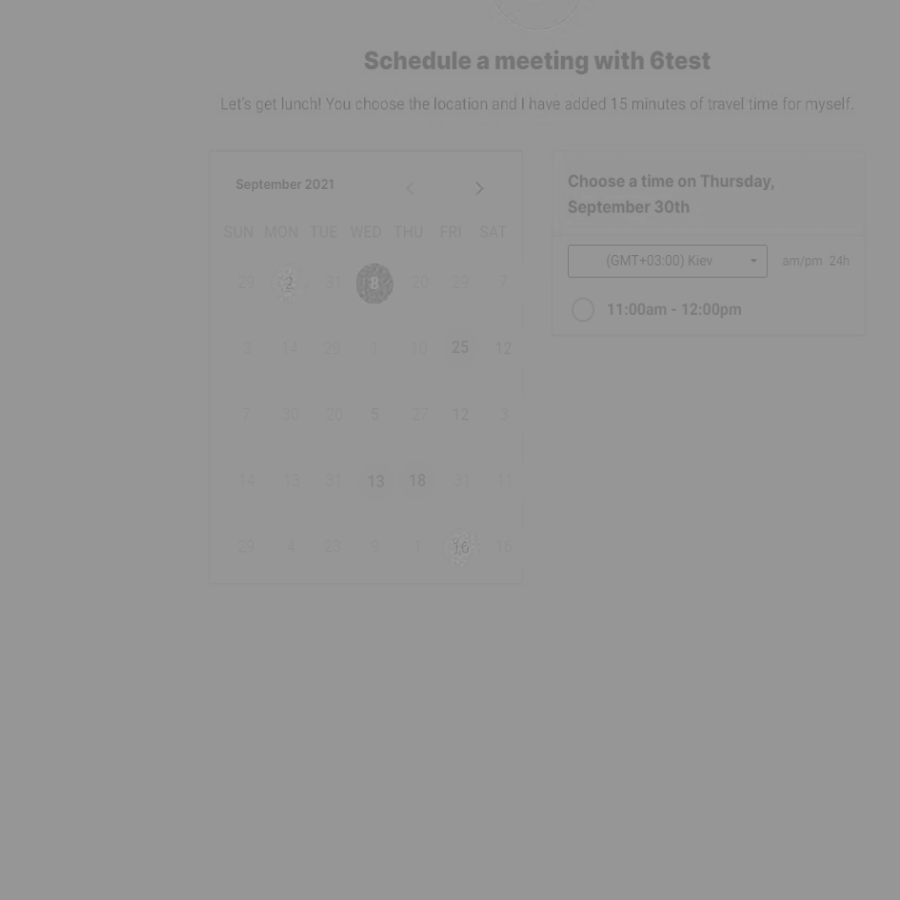 Schedule a meeting with 6test
Let's get lunch! You choose the location and I have added 15 minutes of travel time for myself.
September 2021
SUN MON TUE WED THU FRI SAT
29 2 31 8 20 29 7
3 14 29 1 10 25 12
7 30 20 5 27 12 3
14 13 31 13 18 31 11
29 4 23 9 1 16 16
Choose a time on Thursday,
September 30th
(GMT+03:00) Kiev am/pm 24h
11:00am - 12:00pm